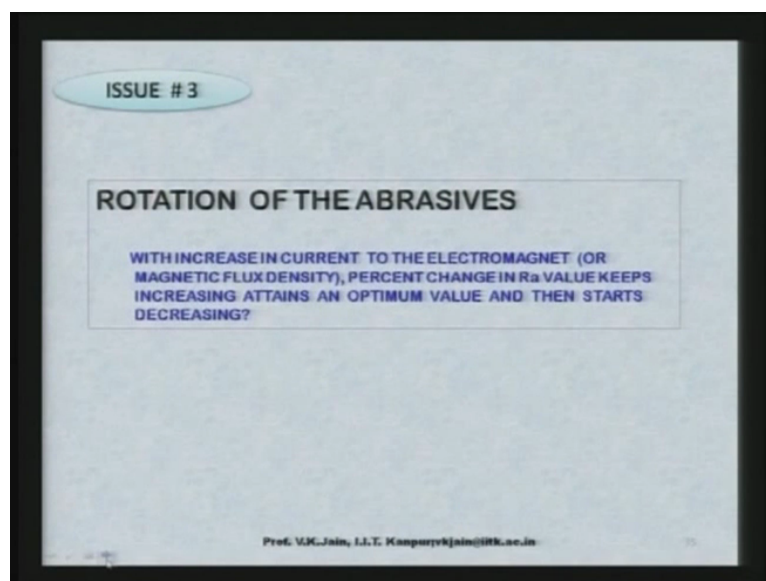 ISSUE # 3
ROTATION OF THE ABRASIVES
WITH INCREASE IN CURRENT TO THE ELECTROMAGNET (OR
MAGNETIC FLUX DENSITY), PERCENT CHANGE IN Ra VALUE KEEPS
INCREASING ATTAINS AN OPTIMUM VALUE AND THEN STARTS
DECREASING?
Prof. V.K.Jain, I.I.T. Kanpur;vkjain@iitk.ac.in